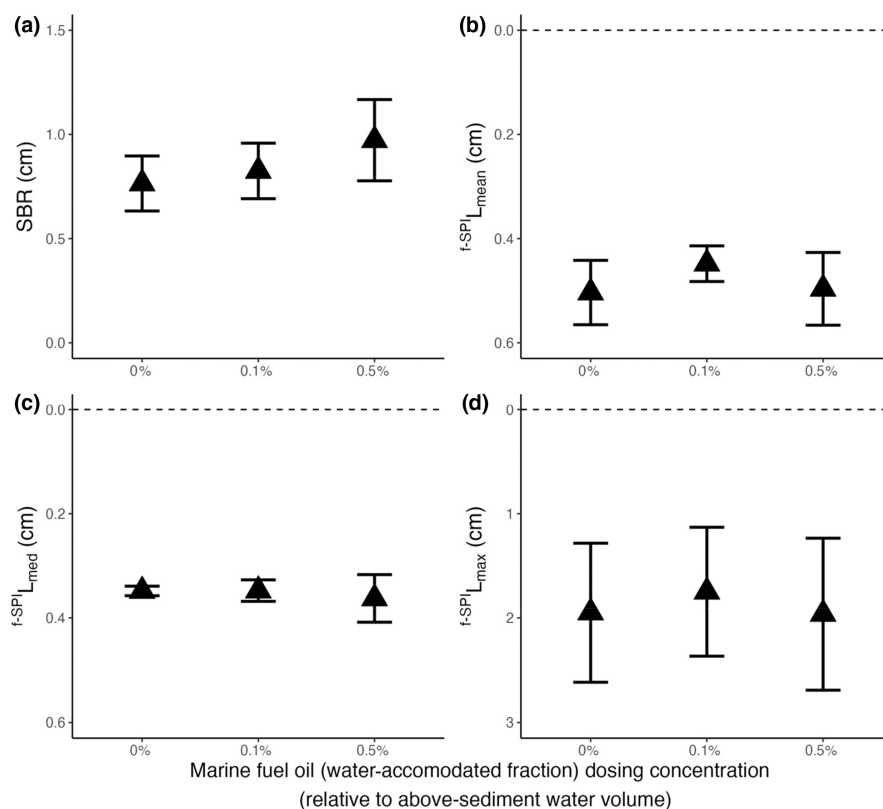 (a)
1.5
1.0
0.5
0.0
SBR (cm)
0%
0.1%
0.5%
(b)
0.0
0.2
0.4
0.6
f-SPILmean (cm)
0%
0.1%
0.5%
(c)
0.0
0.2
0.4
0.6
f-SPILmed (cm)
0%
0.1%
0.5%
(d)
0
1
2
3
f-SPILmax (cm)
0%
0.1%
0.5%
Marine fuel oil (water-accomodated fraction) dosing concentration
(relative to above-sediment water volume)